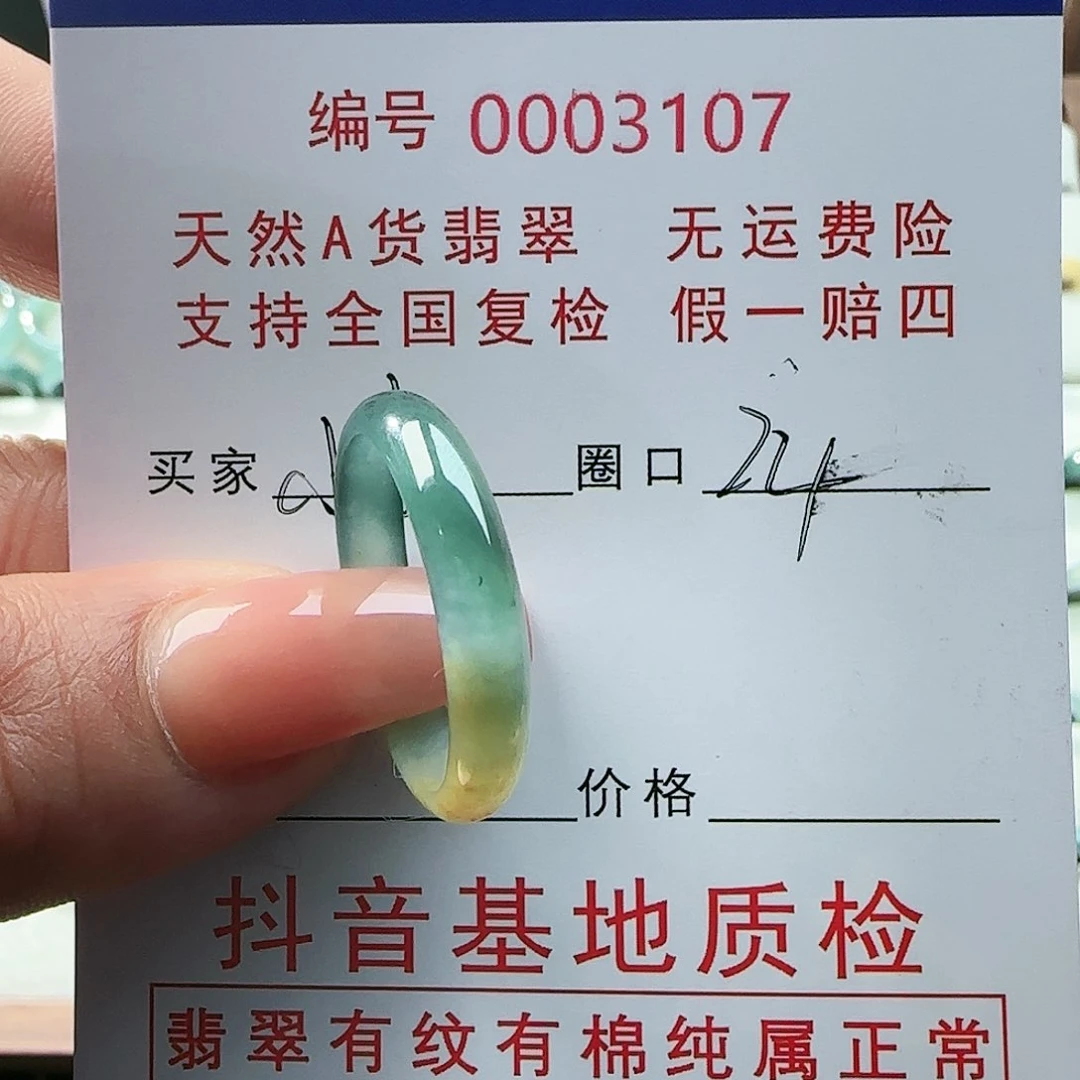 编号 0003107
天然A货翡翠 无运费险
支持全国复检 假一赔四
买家 圈口 24
价格
抖音基地质检
翡翠有纹有棉纯属正常